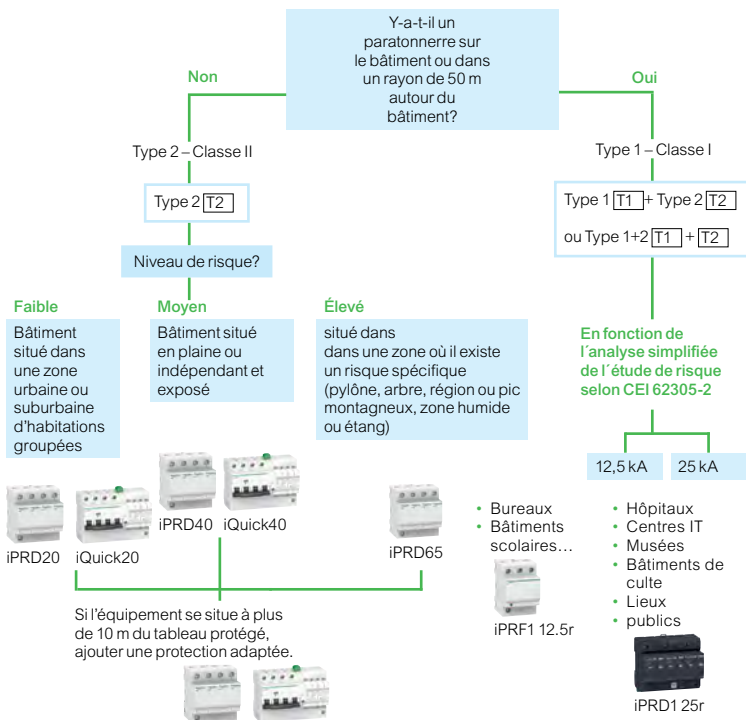 Y-a-t-il un
paratonnerre sur
le bâtiment ou dans
un rayon de 50 m
autour du
bâtiment?
Non
Oui
Type 2 – Classe II
Type 2 T2
Niveau de risque?
Faible
Bâtiment
situé dans
une zone
urbaine ou
suburbaine
d’habitations
groupées
Moyen
Bâtiment situé
en plaine ou
indépendant et
exposé
Élevé
situé dans
dans une zone où il existe
un risque spécifique
(pylône, arbre, région ou pic
montagneux, zone humide
ou étang)
iPRD20 iQuick20
iPRD40 iQuick40
iPRD65
Si l’équipement se situe à plus
de 10 m du tableau protégé,
ajouter une protection adaptée.
Type 1 – Classe I
Type 1 T1 + Type 2 T2
ou Type 1+2 T1 + T2
En fonction de
l´analyse simplifiée
de l´étude de risque
selon CEI 62305-2
12,5 kA
25 kA
• Bureaux
• Bâtiments
scolaires…
iPRF1 12.5r
• Hôpitaux
• Centres IT
• Musées
• Bâtiments de
culte
• Lieux
• publics
iPRD1 25r